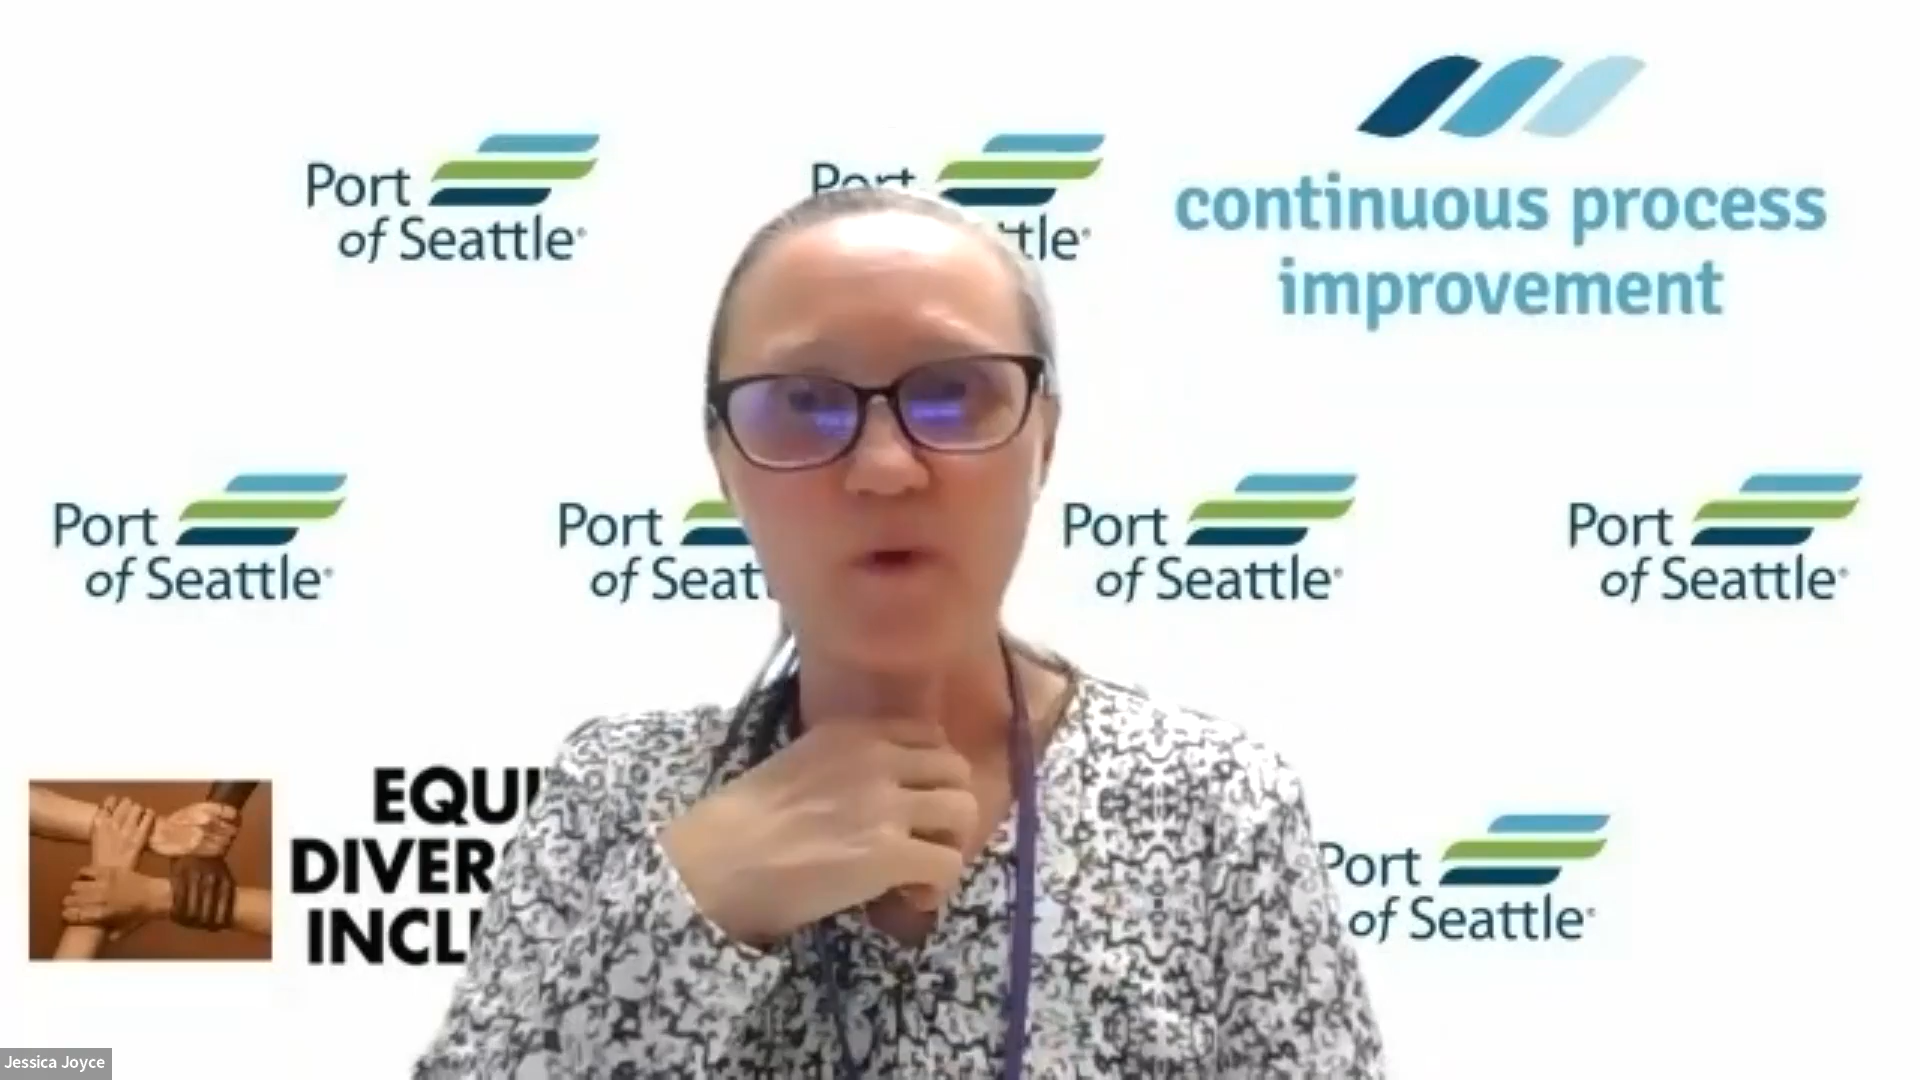 Port
of Seattle
Port
continuous process
improvement
Port
of Seattle
Port
of
Port
of Seattle
Port
of Seattle
Port
of Seattle
Jessica Joyce